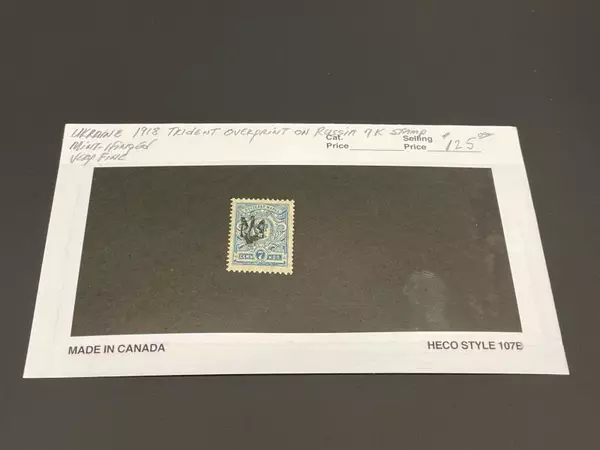 UKRAINE 1918 TRIDENT OVERPRINT ON RUSSIA 7K STAMP
MINT-HINGED
VERY FINE
Cat. Price
Selling Price $125
7
MADE IN CANADA
HECO STYLE 107B